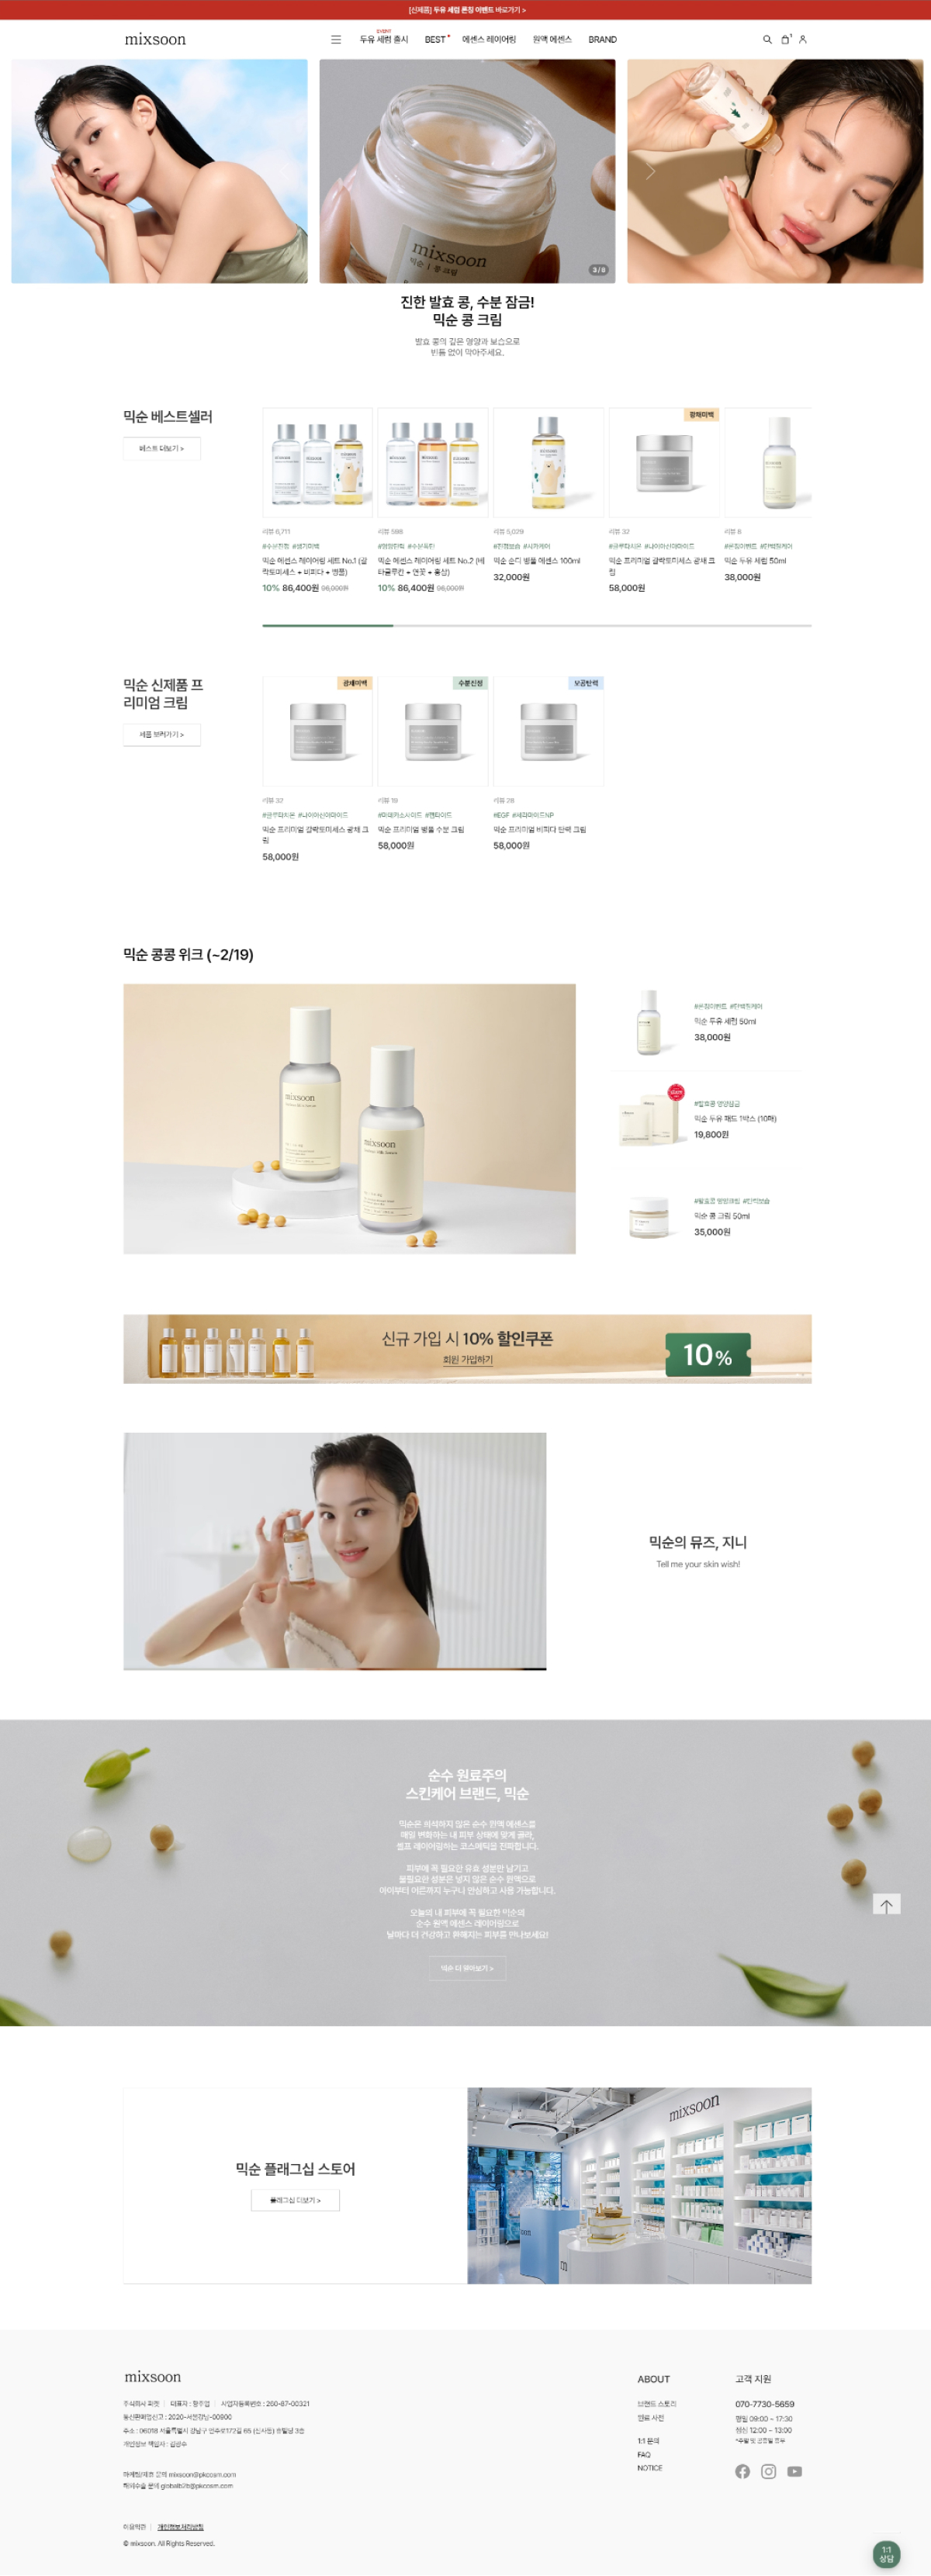 [신제품] 두유 세럼 론칭 이벤트 바로가기 >
mixsoon
EVENT
두유 세럼 출시
BEST
에센스 레이어링
원액 에센스
BRAND
1
mixsoon
믹순 | 콩 크림
3 / 8
진한 발효 콩, 수분 잠금!
믹순 콩 크림
발효 콩의 깊은 영양과 보습으로
빈틈 없이 막아주세요.
믹순 베스트셀러
베스트 더보기 >
리뷰 6,711
#수분진정 #생기미백
믹순 에센스 레이어링 세트 No.1 (갈
락토미세스 + 비피다 + 병풀)
10% 86,400원 96,000원
리뷰 598
#영양탄력
믹순 에센스 레이어링 세트 No.2 (베
타글루칸 + 연꽃 + 홍삼)
10% 86,400원 96,000원
리뷰 5,029
#진정보습 #시카케어
믹순 순디 병풀 에센스 100ml
32,000원
광채미백
리뷰 32
#글루타치온 #나이아신아마이드
믹순 프리미엄 갈락토미세스 광채 크
림
58,000원
리뷰 8
#론칭이벤트 #탄력결케어
믹순 두유 세럼 50ml
38,000원
믹순 신제품 프
리미엄 크림
제품 보러가기 >
광채미백
리뷰 32
#글루타치온 #나이아신아마이드
믹순 프리미엄 갈락토미세스 광채 크
림
58,000원
수분진정
리뷰 19
#마데카소사이드 #펩타이드
믹순 프리미엄 병풀 수분 크림
58,000원
모공탄력
리뷰 28
#EGF #세라마이드NP
믹순 프리미엄 비피다 탄력 크림
58,000원
믹순 콩콩 위크 (~2/19)
mixsoon
mixsoon
#론칭이벤트 #탄력결케어
믹순 두유 세럼 50ml
38,000원
#발효콩 영양공급
믹순 두유 패드 1박스 (10매)
19,800원
#탄력보습
믹순 콩 크림 50ml
35,000원
신규 가입 시 10% 할인쿠폰
회원 가입하기
10%
믹순의 뮤즈, 지니
Tell me your skin wish!
순수 원료주의
스킨케어 브랜드, 믹순
믹순은 희석하지 않은 순수 원액 에센스를
매일 변화하는 내 피부 상태에 맞게 골라,
셀프 레이어링하는 코스메틱을 전파합니다.
피부에 꼭 필요한 유효 성분만 남기고
불필요한 성분은 넣지 않은 순수 원액으로
아이부터 어른까지 누구나 안심하고 사용 가능합니다.
오늘의 내 피부에 꼭 필요한 믹순의
순수 원액 에센스 레이어링으로
날마다 더 건강하고 환해지는 피부를 만나보세요!
믹순 더 알아보기 >
믹순 플래그십 스토어
플래그십 더보기 >
mixsoon
mixsoon
주식회사 파켓 | 대표자 : | 사업자등록번호 : 260-87-00321
통신판매업신고 : 2020-서울강남-00900
주소 : 06018 서울특별시 강남구 언주로172길 65 (신사동)
개인정보 책임사 : 김성수
마케팅/제휴 문의 mixsoon@pkcosm.com
해외수출 문의 globalb2b@pkcosm.com
이용약관 | 개인정보처리방침
© mixsoon. All Rights Reserved.
ABOUT
브랜드 스토리
원료 사전
1:1 문의
FAQ
NOTICE
고객 지원
070-7730-5659
평일 09:00 ~ 17:30
점심 12:00 ~ 13:00
*주말 및 공휴일 휴무
1:1
상담